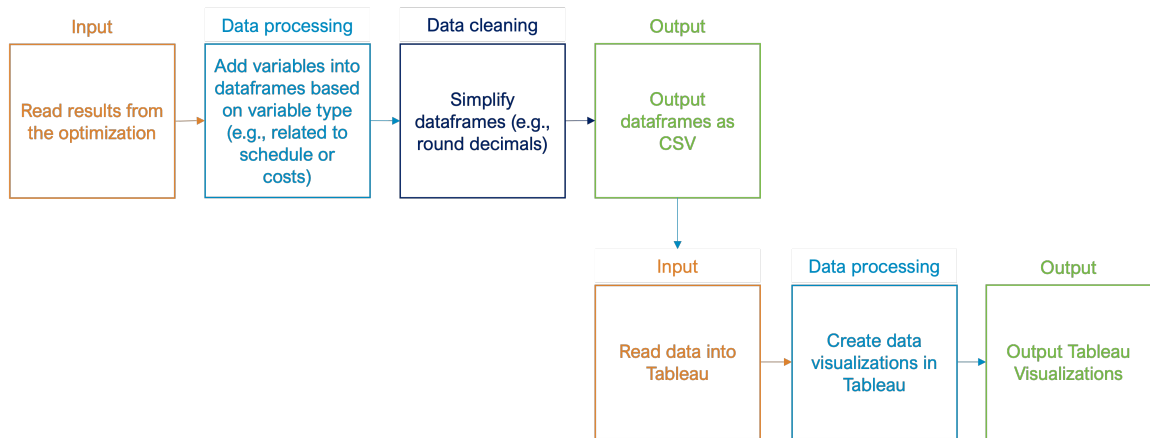 Input
Read results from
the optimization
Data processing
Add variables into
dataframes based
on variable type
(e.g., related to
schedule or
costs)
Data cleaning
Simplify
dataframes (e.g.,
round decimals)
Output
Output
dataframes as
CSV
Input
Read data into
Tableau
Data processing
Create data
visualizations in
Tableau
Output
Output Tableau
Visualizations